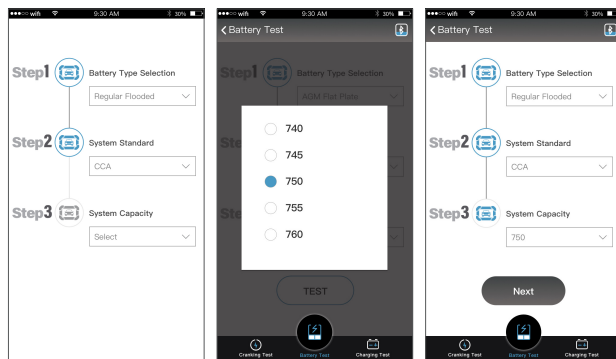 wifi 9:30 AM 30%
Step1 Battery Type Selection
Regular Flooded
Step2 System Standard
CCA
Step3 System Capacity
Select
wifi 9:30 AM 30%
Battery Test
Step1 Battery Type Selection
AGM Flat Plate
Ste
740
745
750
755
760
Ste
TEST
Cranking Test Battery Test Charging Test
wifi 9:30 AM 30%
Battery Test
Step1 Battery Type Selection
Regular Flooded
Step2 System Standard
CCA
Step3 System Capacity
750
Next
Cranking Test Battery Test Charging Test